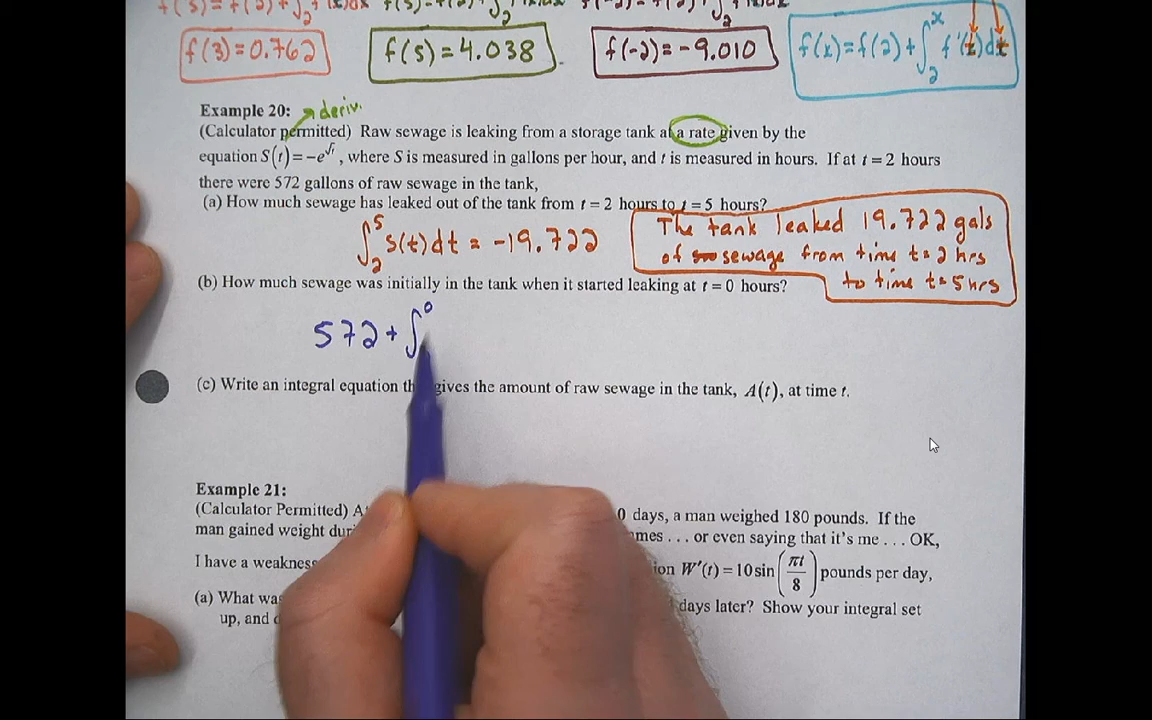 f(3) = 0.762
f(5) = 4.038
f(-2) = -9.010
f(x) = f(2) + ∫₂ˣ f'(t)dt
Example 20: deriv.
(Calculator permitted) Raw sewage is leaking from a storage tank at a rate given by the
equation S(t) = -e^√t, where S is measured in gallons per hour, and t is measured in hours. If at t = 2 hours
there were 572 gallons of raw sewage in the tank,
(a) How much sewage has leaked out of the tank from t = 2 hours to t = 5 hours?
∫₂⁵ s(t)dt = -19.722
The tank leaked 19.722 gals
of sewage from time t=2 hrs
to time t=5 hrs
(b) How much sewage was initially in the tank when it started leaking at t = 0 hours?
572 + ∫⁰
(c) Write an integral equation gives the amount of raw sewage in the tank, A(t), at time t.
Example 21:
(Calculator Permitted) 0 days, a man weighed 180 pounds. If the
man gained weight . . . or even saying that it's me . . . OK,
I have a W'(t) = 10sin(πt/8) pounds per day,
(a) What days later? Show your integral set
up, and